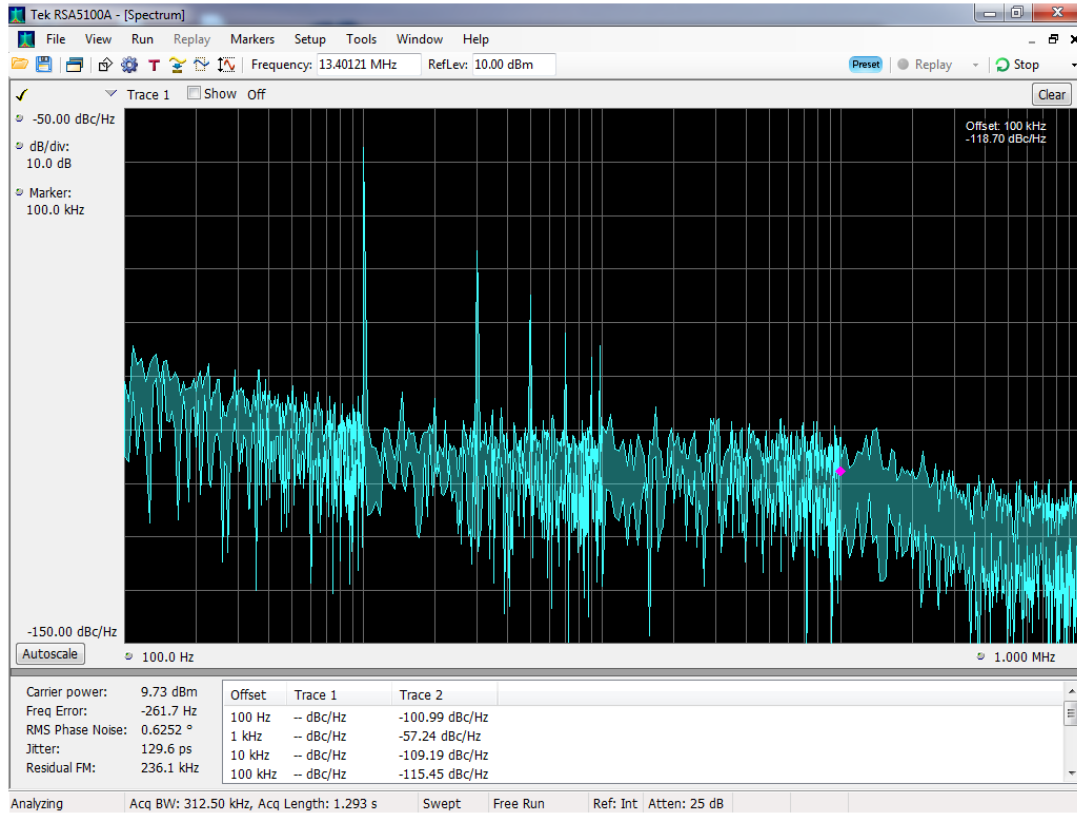 Tek RSA5100A - [Spectrum]
File View Run Replay Markers Setup Tools Window Help
Frequency: 13.40121 MHz RefLev: 10.00 dBm Preset Replay Stop
Trace 1 Show Off Clear
-50.00 dBc/Hz
dB/div:
10.0 dB
Marker:
100.0 kHz
Offset: 100 kHz
-118.70 dBc/Hz
-150.00 dBc/Hz
Autoscale 100.0 Hz 1.000 MHz
Carrier power: 9.73 dBm
Freq Error: -261.7 Hz
RMS Phase Noise: 0.6252 °
Jitter: 129.6 ps
Residual FM: 236.1 kHz
Offset Trace 1 Trace 2
100 Hz -- dBc/Hz -100.99 dBc/Hz
1 kHz -- dBc/Hz -57.24 dBc/Hz
10 kHz -- dBc/Hz -109.19 dBc/Hz
100 kHz -- dBc/Hz -115.45 dBc/Hz
Analyzing Acq BW: 312.50 kHz, Acq Length: 1.293 s Swept Free Run Ref: Int Atten: 25 dB